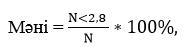 Мәні = N<2,8/N * 100%,